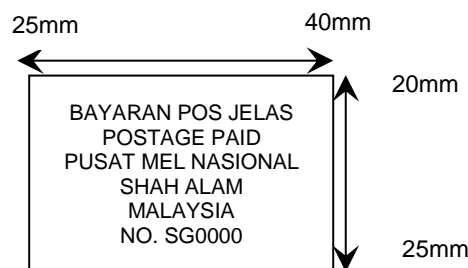 25mm 40mm
20mm
BAYARAN POS JELAS
POSTAGE PAID
PUSAT MEL NASIONAL
SHAH ALAM
MALAYSIA
NO. SG0000
25mm